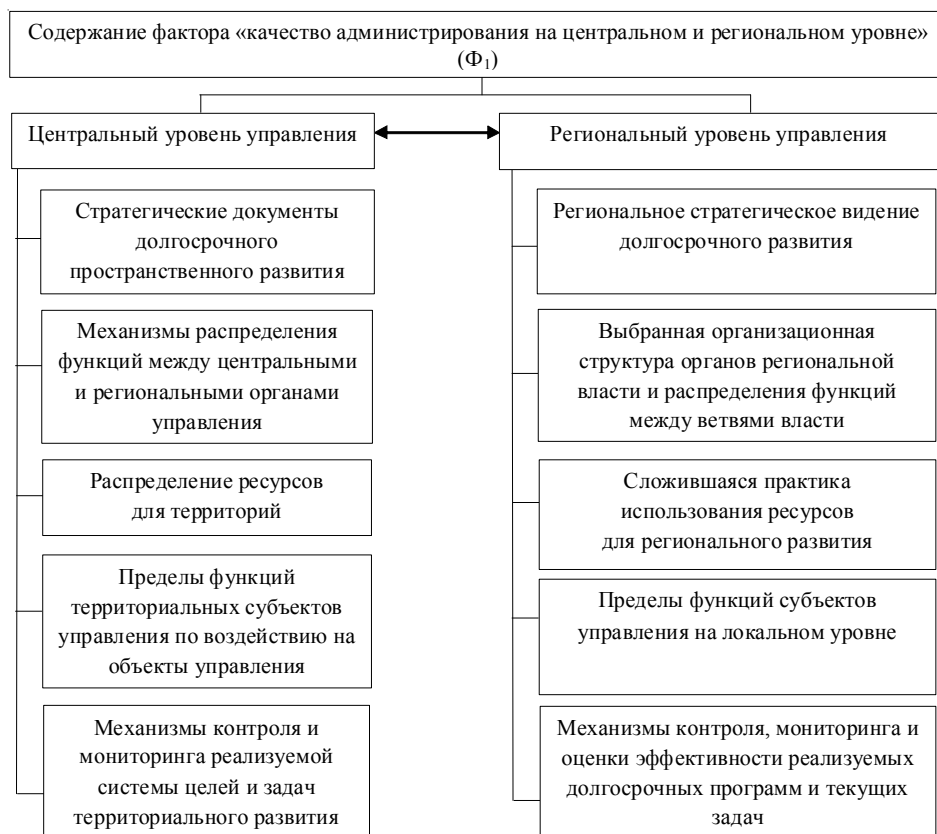 Содержание фактора «качество администрирования на центральном и региональном уровне»
(Ф₁)
Центральный уровень управления
Стратегические документы
долгосрочного
пространственного развития
Механизмы распределения
функций между центральными
и региональными органами
управления
Распределение ресурсов
для территорий
Пределы функций
территориальных субъектов
управления по воздействию на
объекты управления
Механизмы контроля и
мониторинга реализуемой
системы целей и задач
территориального развития
Региональный уровень управления
Региональное стратегическое видение
долгосрочного развития
Выбранная организационная
структура органов региональной
власти и распределения функций
между ветвями власти
Сложившаяся практика
использования ресурсов
для регионального развития
Пределы функций субъектов
управления на локальном уровне
Механизмы контроля, мониторинга и
оценки эффективности реализуемых
долгосрочных программ и текущих
задач